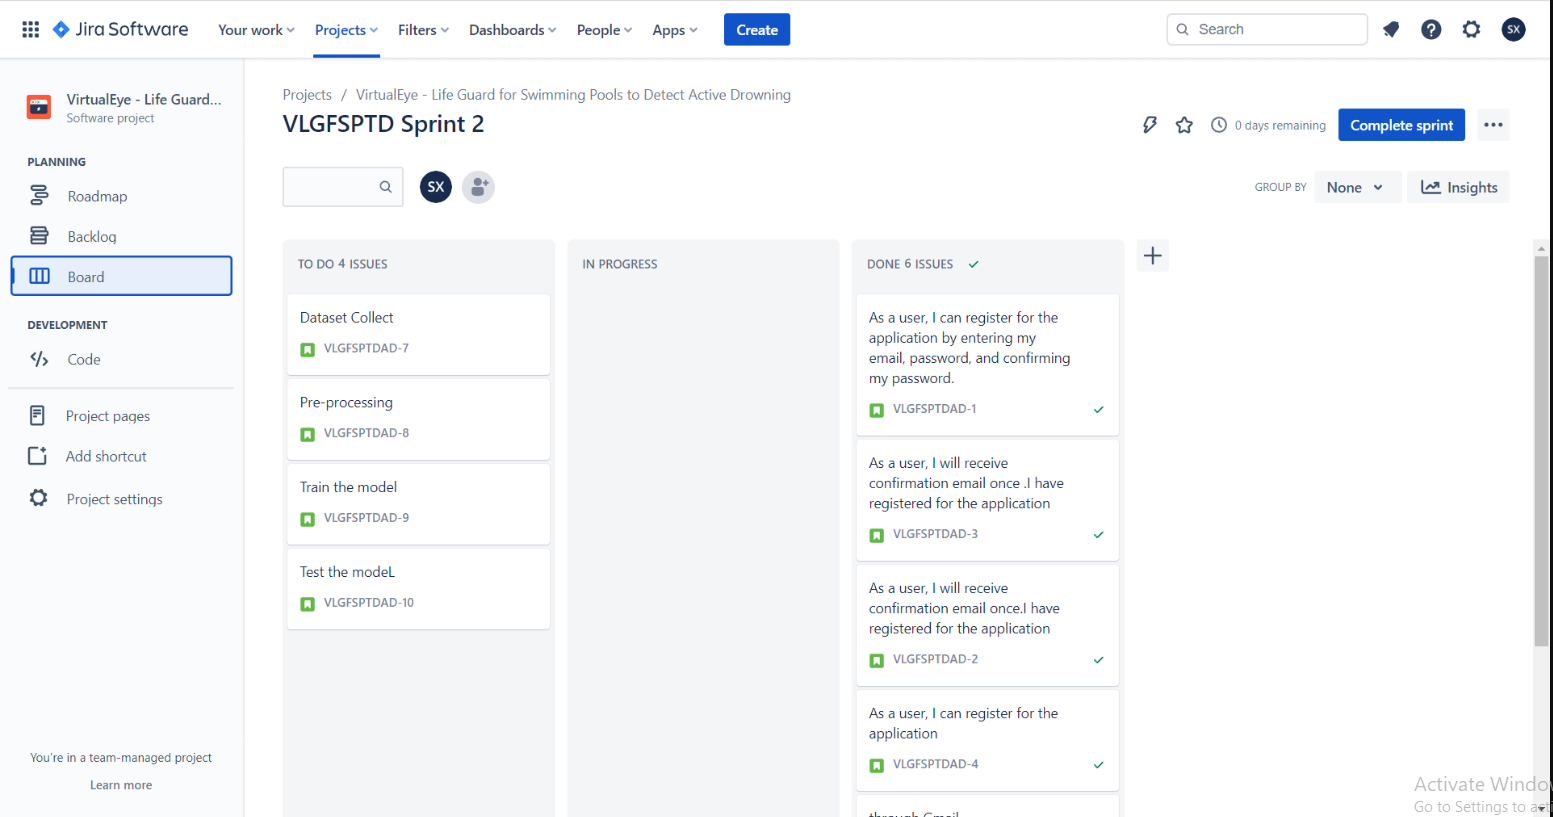 Jira Software
Your work
Projects
Filters
Dashboards
People
Apps
Create
Search
SX
VirtualEye - Life Guard...
Software project
PLANNING
Roadmap
Backlog
Board
DEVELOPMENT
Code
Project pages
Add shortcut
Project settings
You're in a team-managed project
Learn more
Projects / VirtualEye - Life Guard for Swimming Pools to Detect Active Drowning
VLGFSPTD Sprint 2
0 days remaining
Complete sprint
SX
GROUP BY
None
Insights
TO DO 4 ISSUES
Dataset Collect
VLGFSPTDAD-7
Pre-processing
VLGFSPTDAD-8
Train the model
VLGFSPTDAD-9
Test the modeL
VLGFSPTDAD-10
IN PROGRESS
DONE 6 ISSUES
As a user, I can register for the
application by entering my
email, password, and confirming
my password.
VLGFSPTDAD-1
As a user, I will receive
confirmation email once .I have
registered for the application
VLGFSPTDAD-3
As a user, I will receive
confirmation email once.I have
registered for the application
VLGFSPTDAD-2
As a user, I can register for the
application
VLGFSPTDAD-4
through Gmail
Activate Windo
Go to Settings to acti